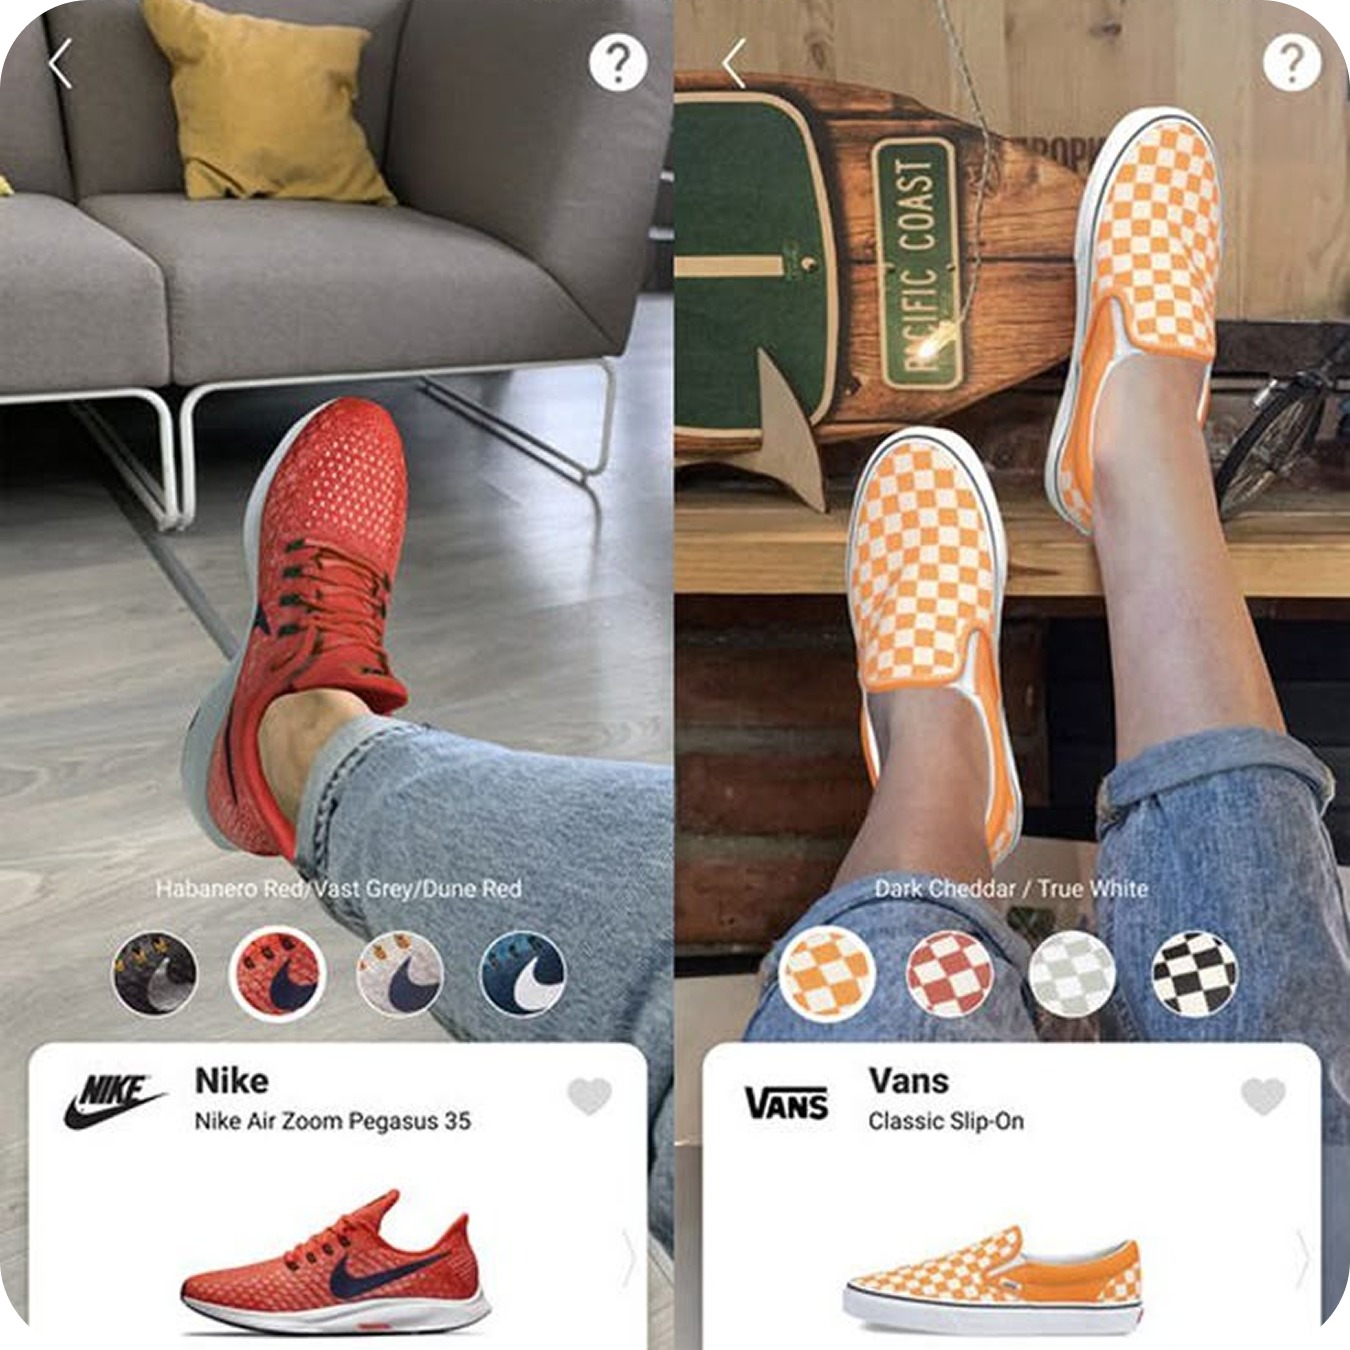 ?
Habanero Red/Vast Grey/Dune Red
NIKE
Nike
Nike Air Zoom Pegasus 35
?
PACIFIC COAST
Dark Cheddar / True White
VANS
Vans
Classic Slip-On